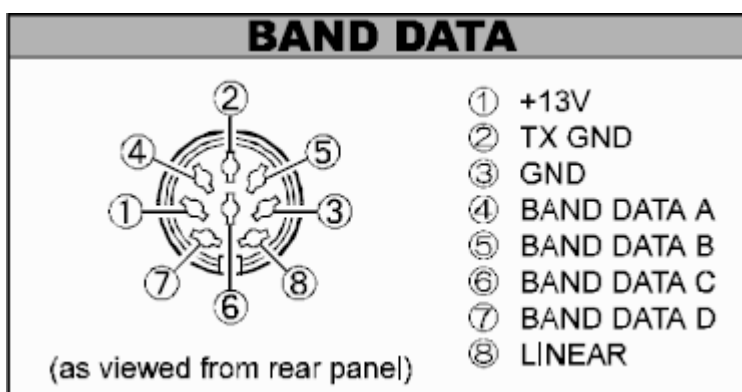 BAND DATA
② 
④ ⑤
① ③
⑦ ⑧
⑥
(as viewed from rear panel)
① +13V
② TX GND
③ GND
④ BAND DATA A
⑤ BAND DATA B
⑥ BAND DATA C
⑦ BAND DATA D
⑧ LINEAR